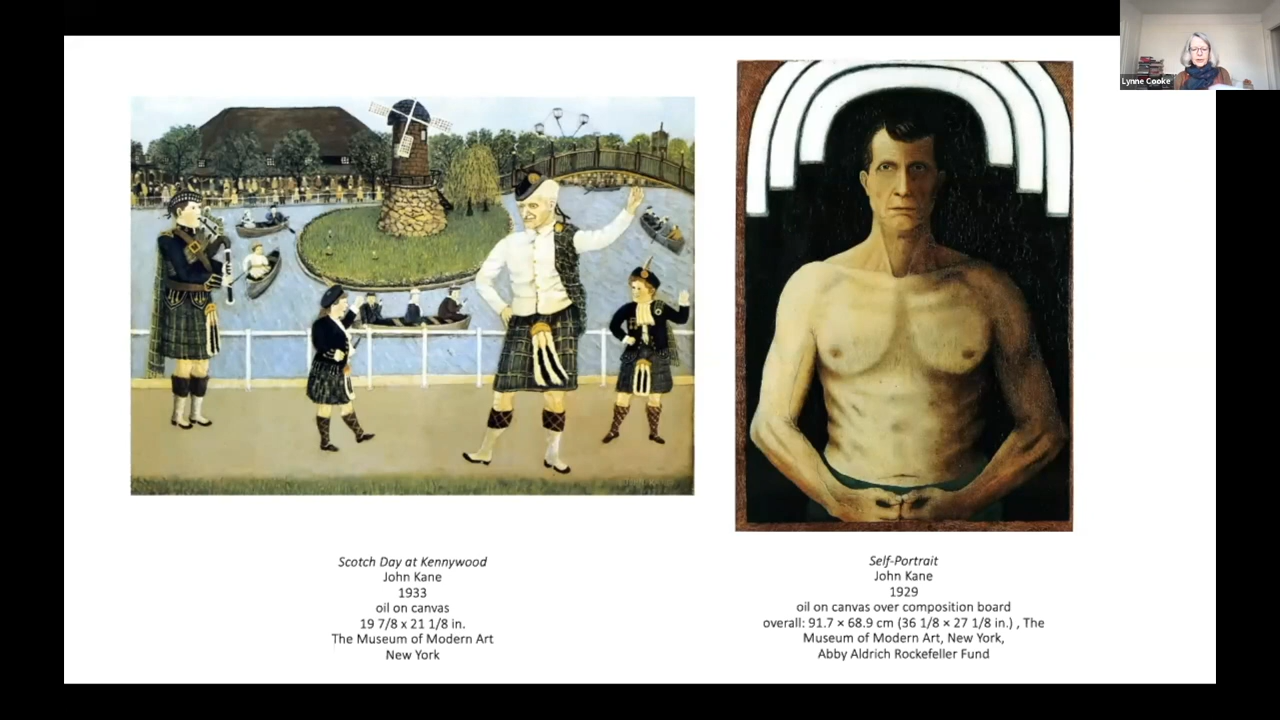 Lynne Cooke
Scotch Day at Kennywood
John Kane
1933
oil on canvas
19 7/8 x 21 1/8 in.
The Museum of Modern Art
New York
Self-Portrait
John Kane
1929
oil on canvas over composition board
overall: 91.7 × 68.9 cm (36 1/8 × 27 1/8 in.) , The
Museum of Modern Art, New York,
Abby Aldrich Rockefeller Fund